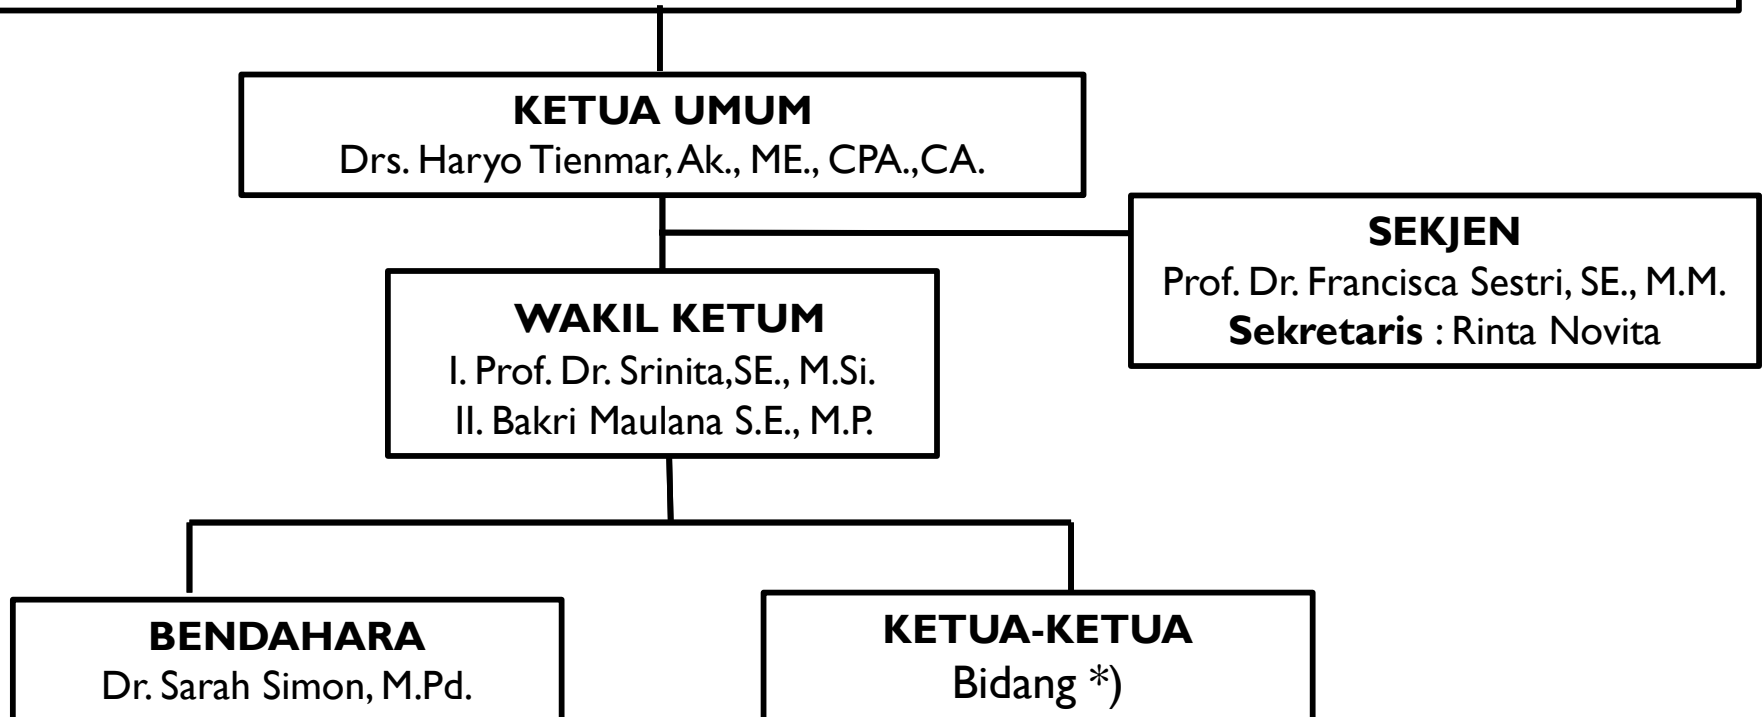 KETUA UMUM
Drs. Haryo Tienmar, Ak., ME., CPA.,CA.
SEKJEN
Prof. Dr. Francisca Sestri, SE., M.M.
Sekretaris : Rinta Novita
WAKIL KETUM
I. Prof. Dr. Srinita,SE., M.Si.
II. Bakri Maulana S.E., M.P.
BENDAHARA
Dr. Sarah Simon, M.Pd.
KETUA-KETUA
Bidang *)